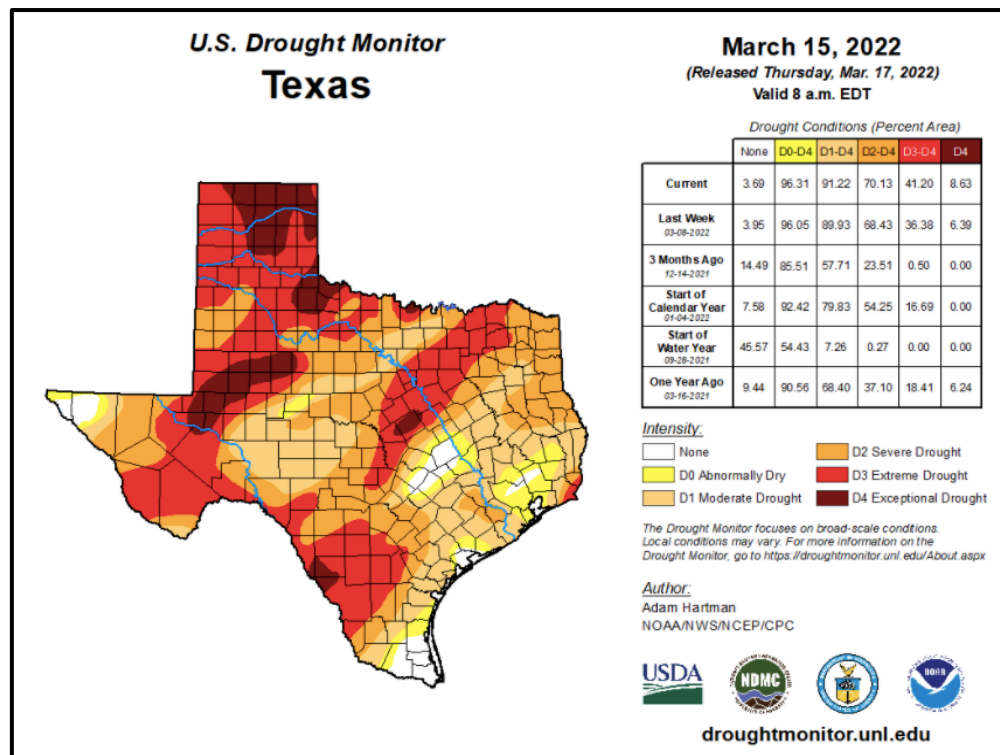 U.S. Drought Monitor
Texas
March 15, 2022
(Released Thursday, Mar. 17, 2022)
Valid 8 a.m. EDT
Drought Conditions (Percent Area)
None D0-D4 D1-D4 D2-D4 D3-D4 D4
Current 3.69 96.31 91.22 70.13 41.20 8.63
Last Week
03-08-2022 3.95 96.05 89.93 68.43 36.38 6.39
3 Months Ago
12-14-2021 14.49 85.51 57.71 23.51 0.50 0.00
Start of
Calendar Year
01-04-2022 7.58 92.42 79.83 54.25 16.69 0.00
Start of
Water Year
09-28-2021 45.57 54.43 7.26 0.27 0.00 0.00
One Year Ago
03-16-2021 9.44 90.56 68.40 37.10 18.41 6.24
Intensity:
None
D0 Abnormally Dry
D1 Moderate Drought
D2 Severe Drought
D3 Extreme Drought
D4 Exceptional Drought
The Drought Monitor focuses on broad-scale conditions.
Local conditions may vary. For more information on the
Drought Monitor, go to https://droughtmonitor.unl.edu/About.aspx
Author:
Adam Hartman
NOAA/NWS/NCEP/CPC
USDA
NDMC
NOAA
droughtmonitor.unl.edu